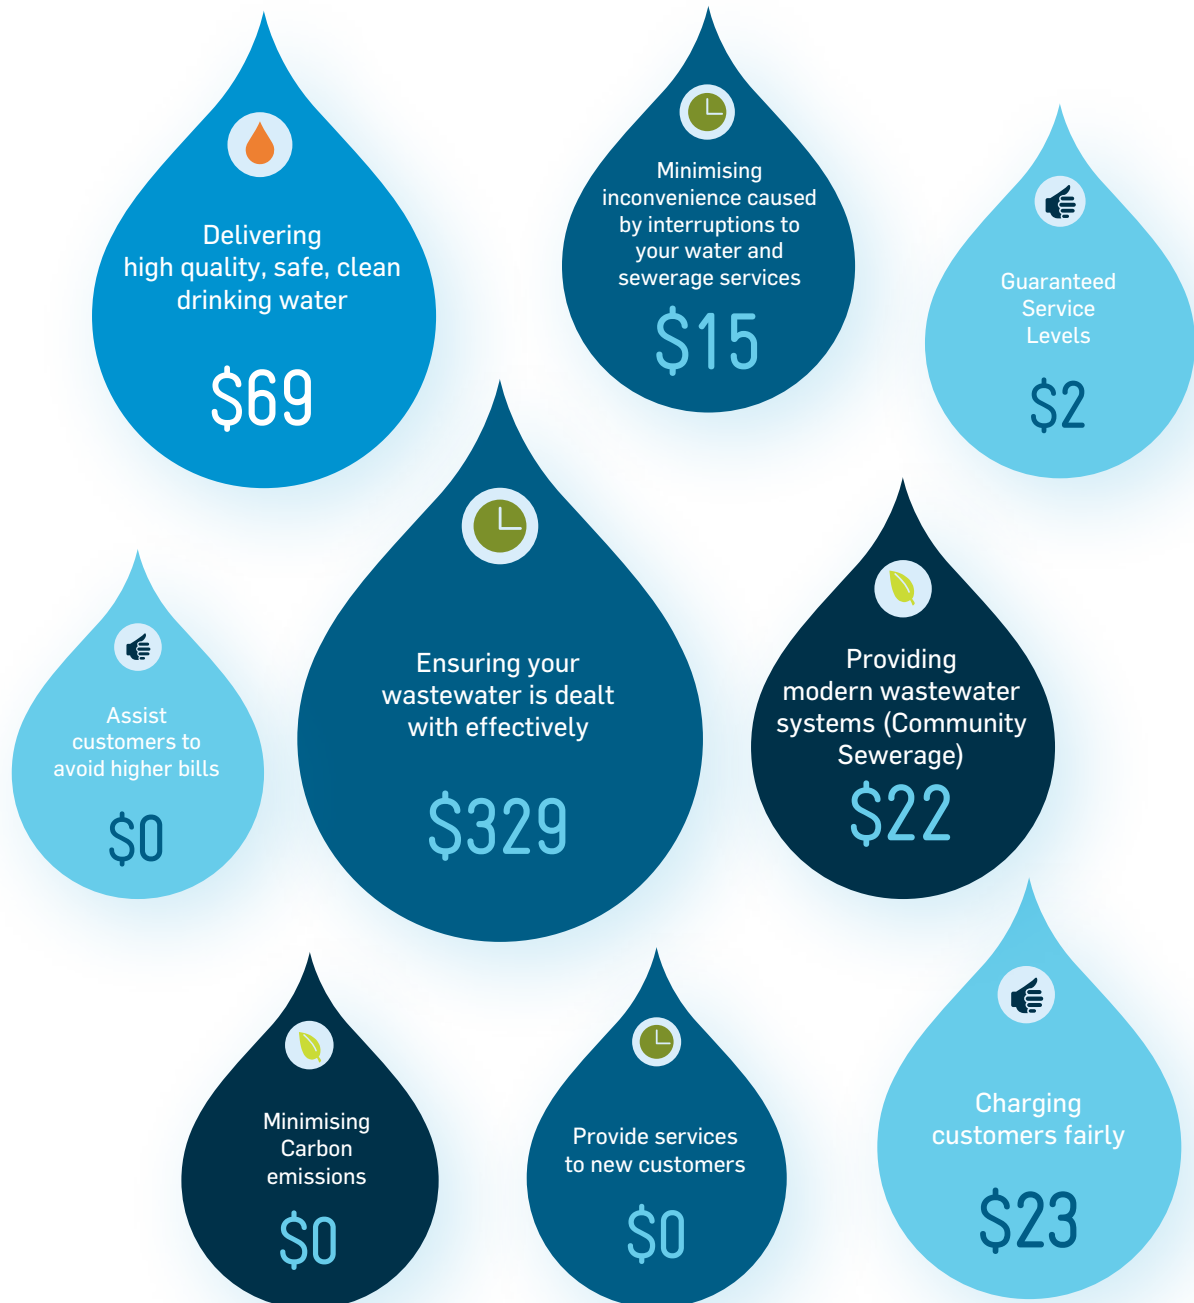 Delivering
high quality, safe, clean
drinking water
$69
Minimising
inconvenience caused
by interruptions to
your water and
sewerage services
$15
Guaranteed
Service
Levels
$2
Assist
customers to
avoid higher bills
$0
Ensuring your
wastewater is dealt
with effectively
$329
Providing
modern wastewater
systems (Community
Sewerage)
$22
Minimising
Carbon
emissions
$0
Provide services
to new customers
$0
Charging
customers fairly
$23